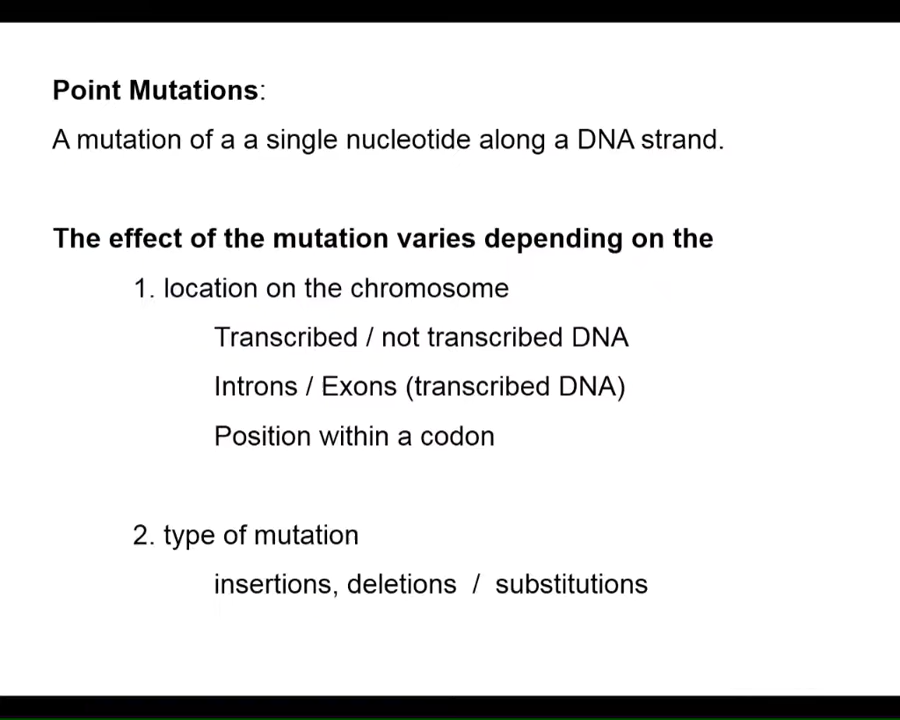 Point Mutations:
A mutation of a a single nucleotide along a DNA strand.
The effect of the mutation varies depending on the
1. location on the chromosome
Transcribed / not transcribed DNA
Introns / Exons (transcribed DNA)
Position within a codon
2. type of mutation
insertions, deletions / substitutions